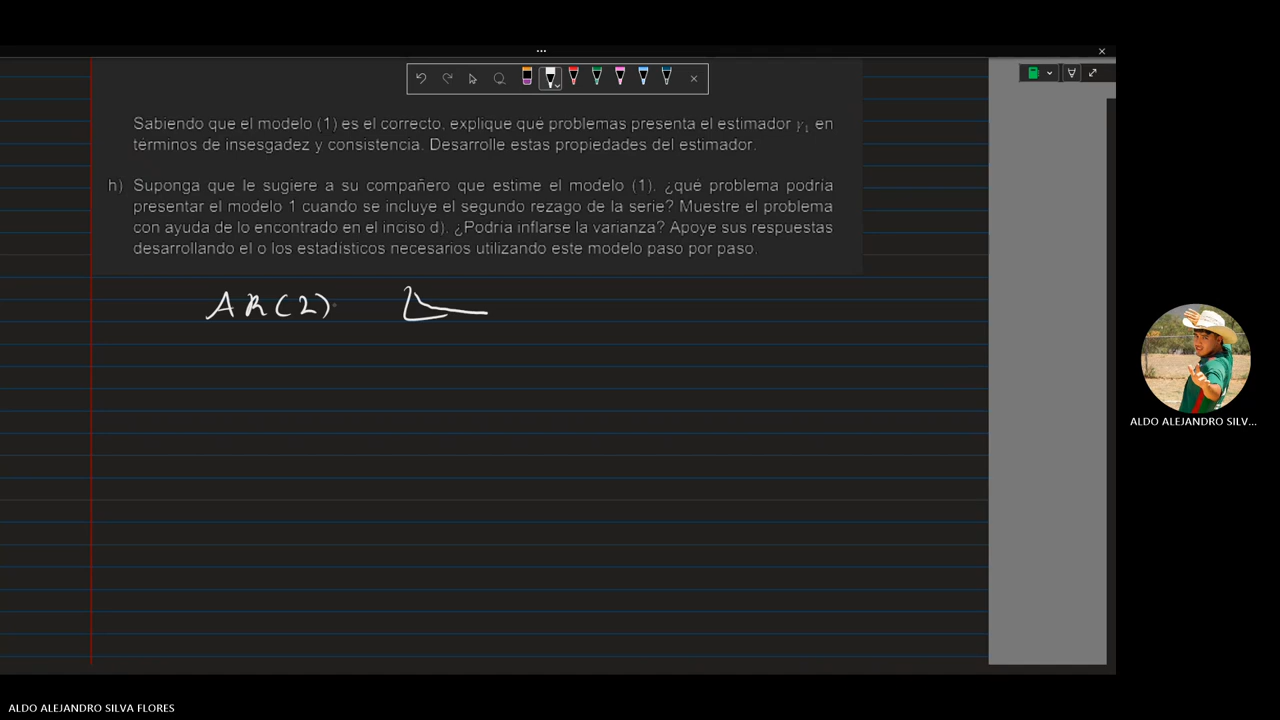 Sabiendo que el modelo (1) es el correcto, explique qué problemas presenta el estimador γ₁ en
términos de insesgadez y consistencia. Desarrolle estas propiedades del estimador.
h) Suponga que le sugiere a su compañero que estime el modelo (1). ¿qué problema podría
presentar el modelo 1 cuando se incluye el segundo rezago de la serie? Muestre el problema
con ayuda de lo encontrado en el inciso d). ¿Podría inflarse la varianza? Apoye sus respuestas
desarrollando el o los estadísticos necesarios utilizando este modelo paso por paso.
AR(2)
ALDO ALEJANDRO SILV...
ALDO ALEJANDRO SILVA FLORES